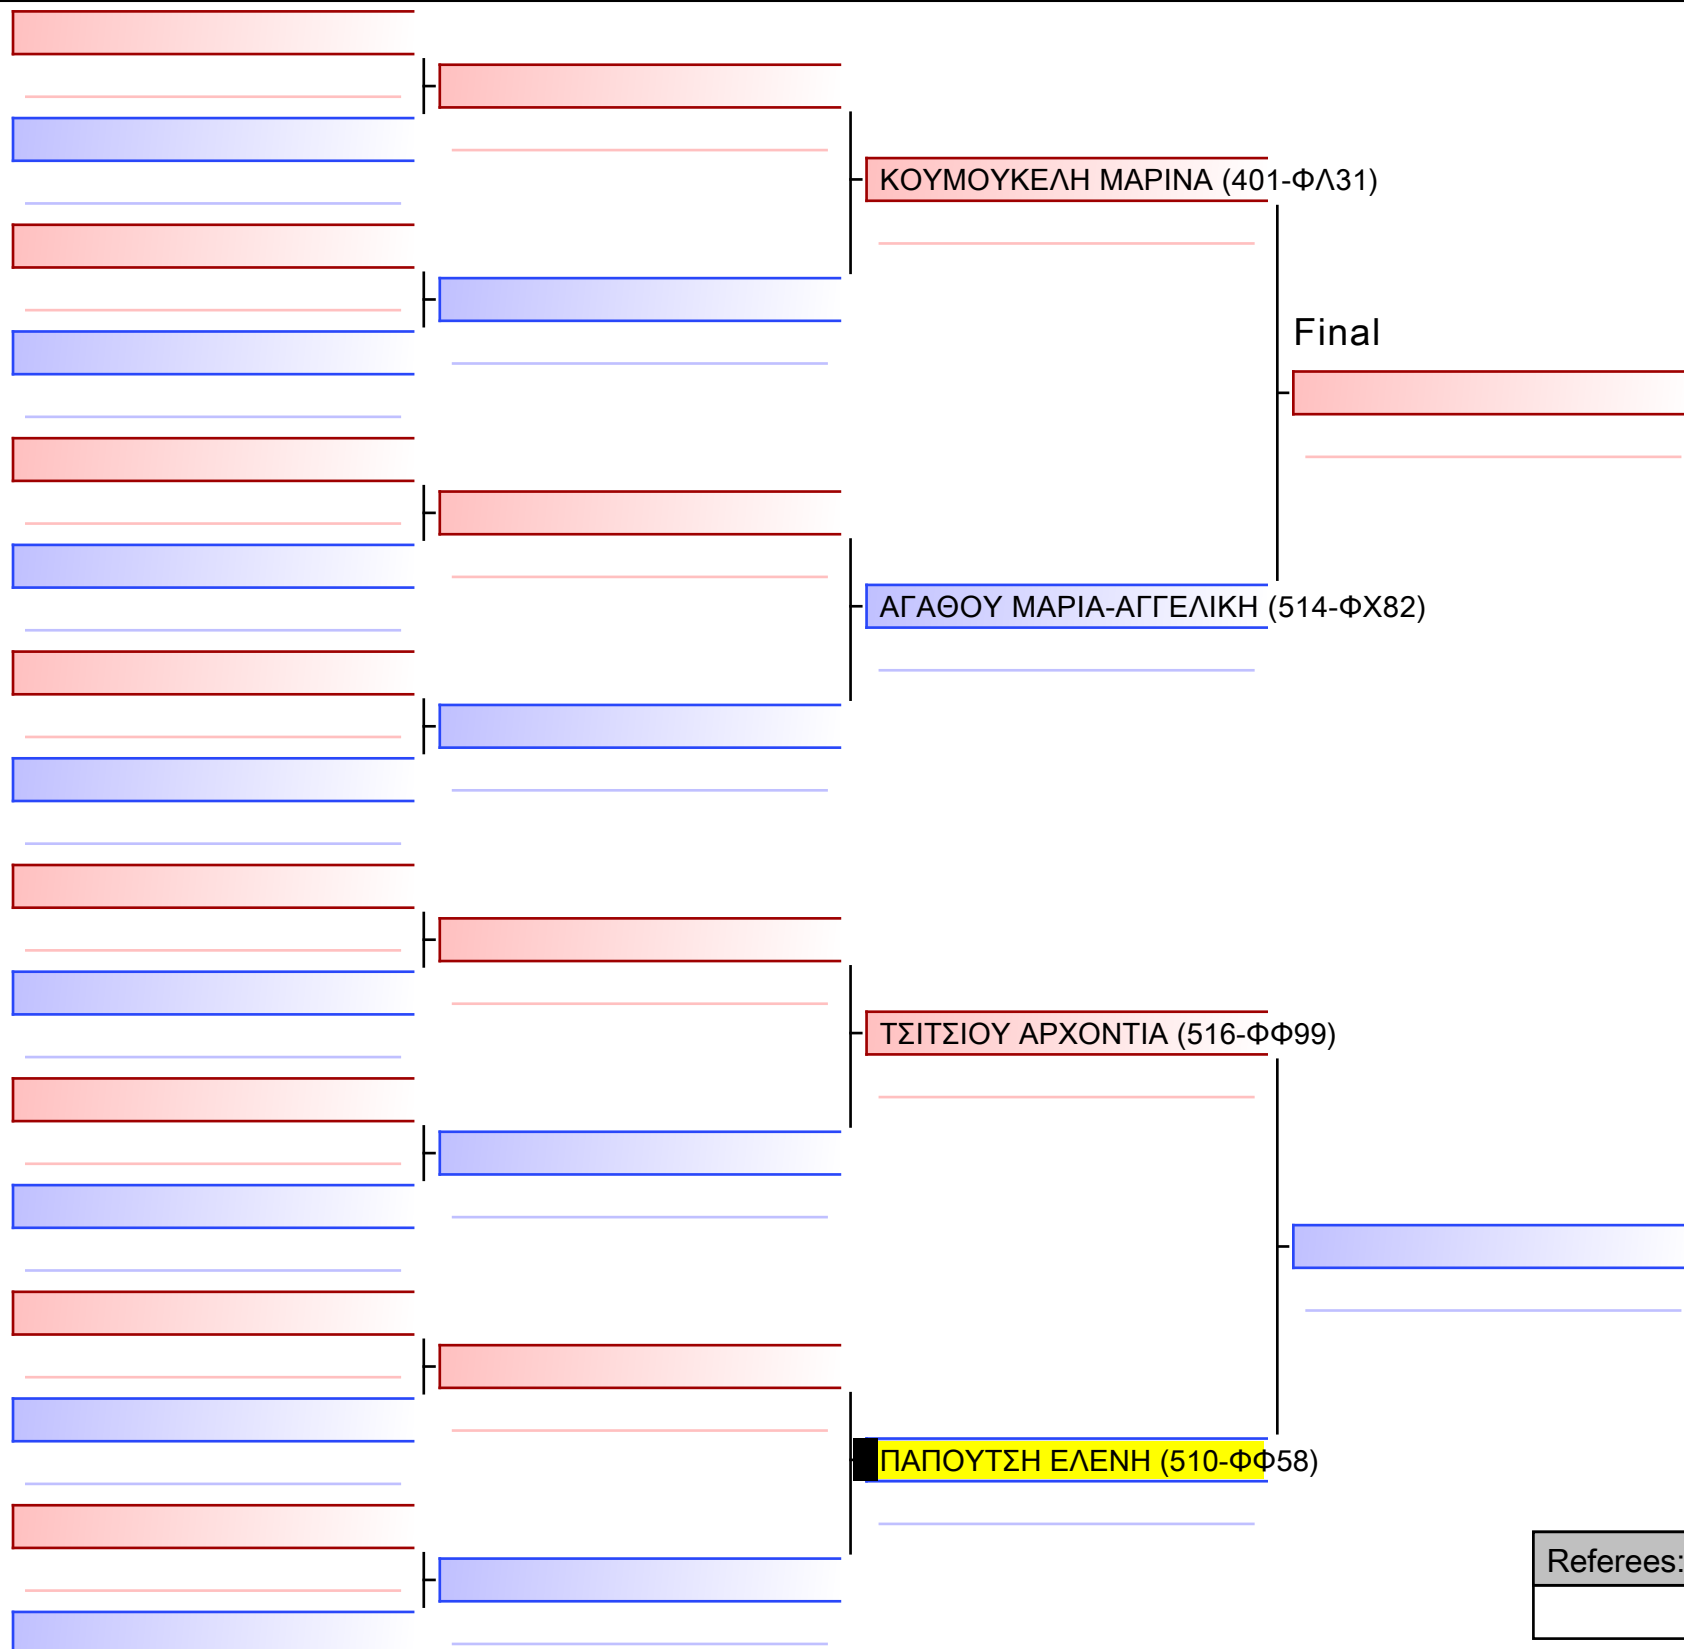 ΚΟΥΜΟΥΚΕΛΗ ΜΑΡΙΝΑ (401-ΦΛ31)
Final
ΑΓΑΘΟΥ ΜΑΡΙΑ-ΑΓΓΕΛΙΚΗ (514-ΦΧ82)
ΤΣΙΤΣΙΟΥ ΑΡΧΟΝΤΙΑ (516-ΦΦ99)
ΠΑΠΟΥΤΣΗ ΕΛΕΝΗ (510-ΦΦ58)
Referees: